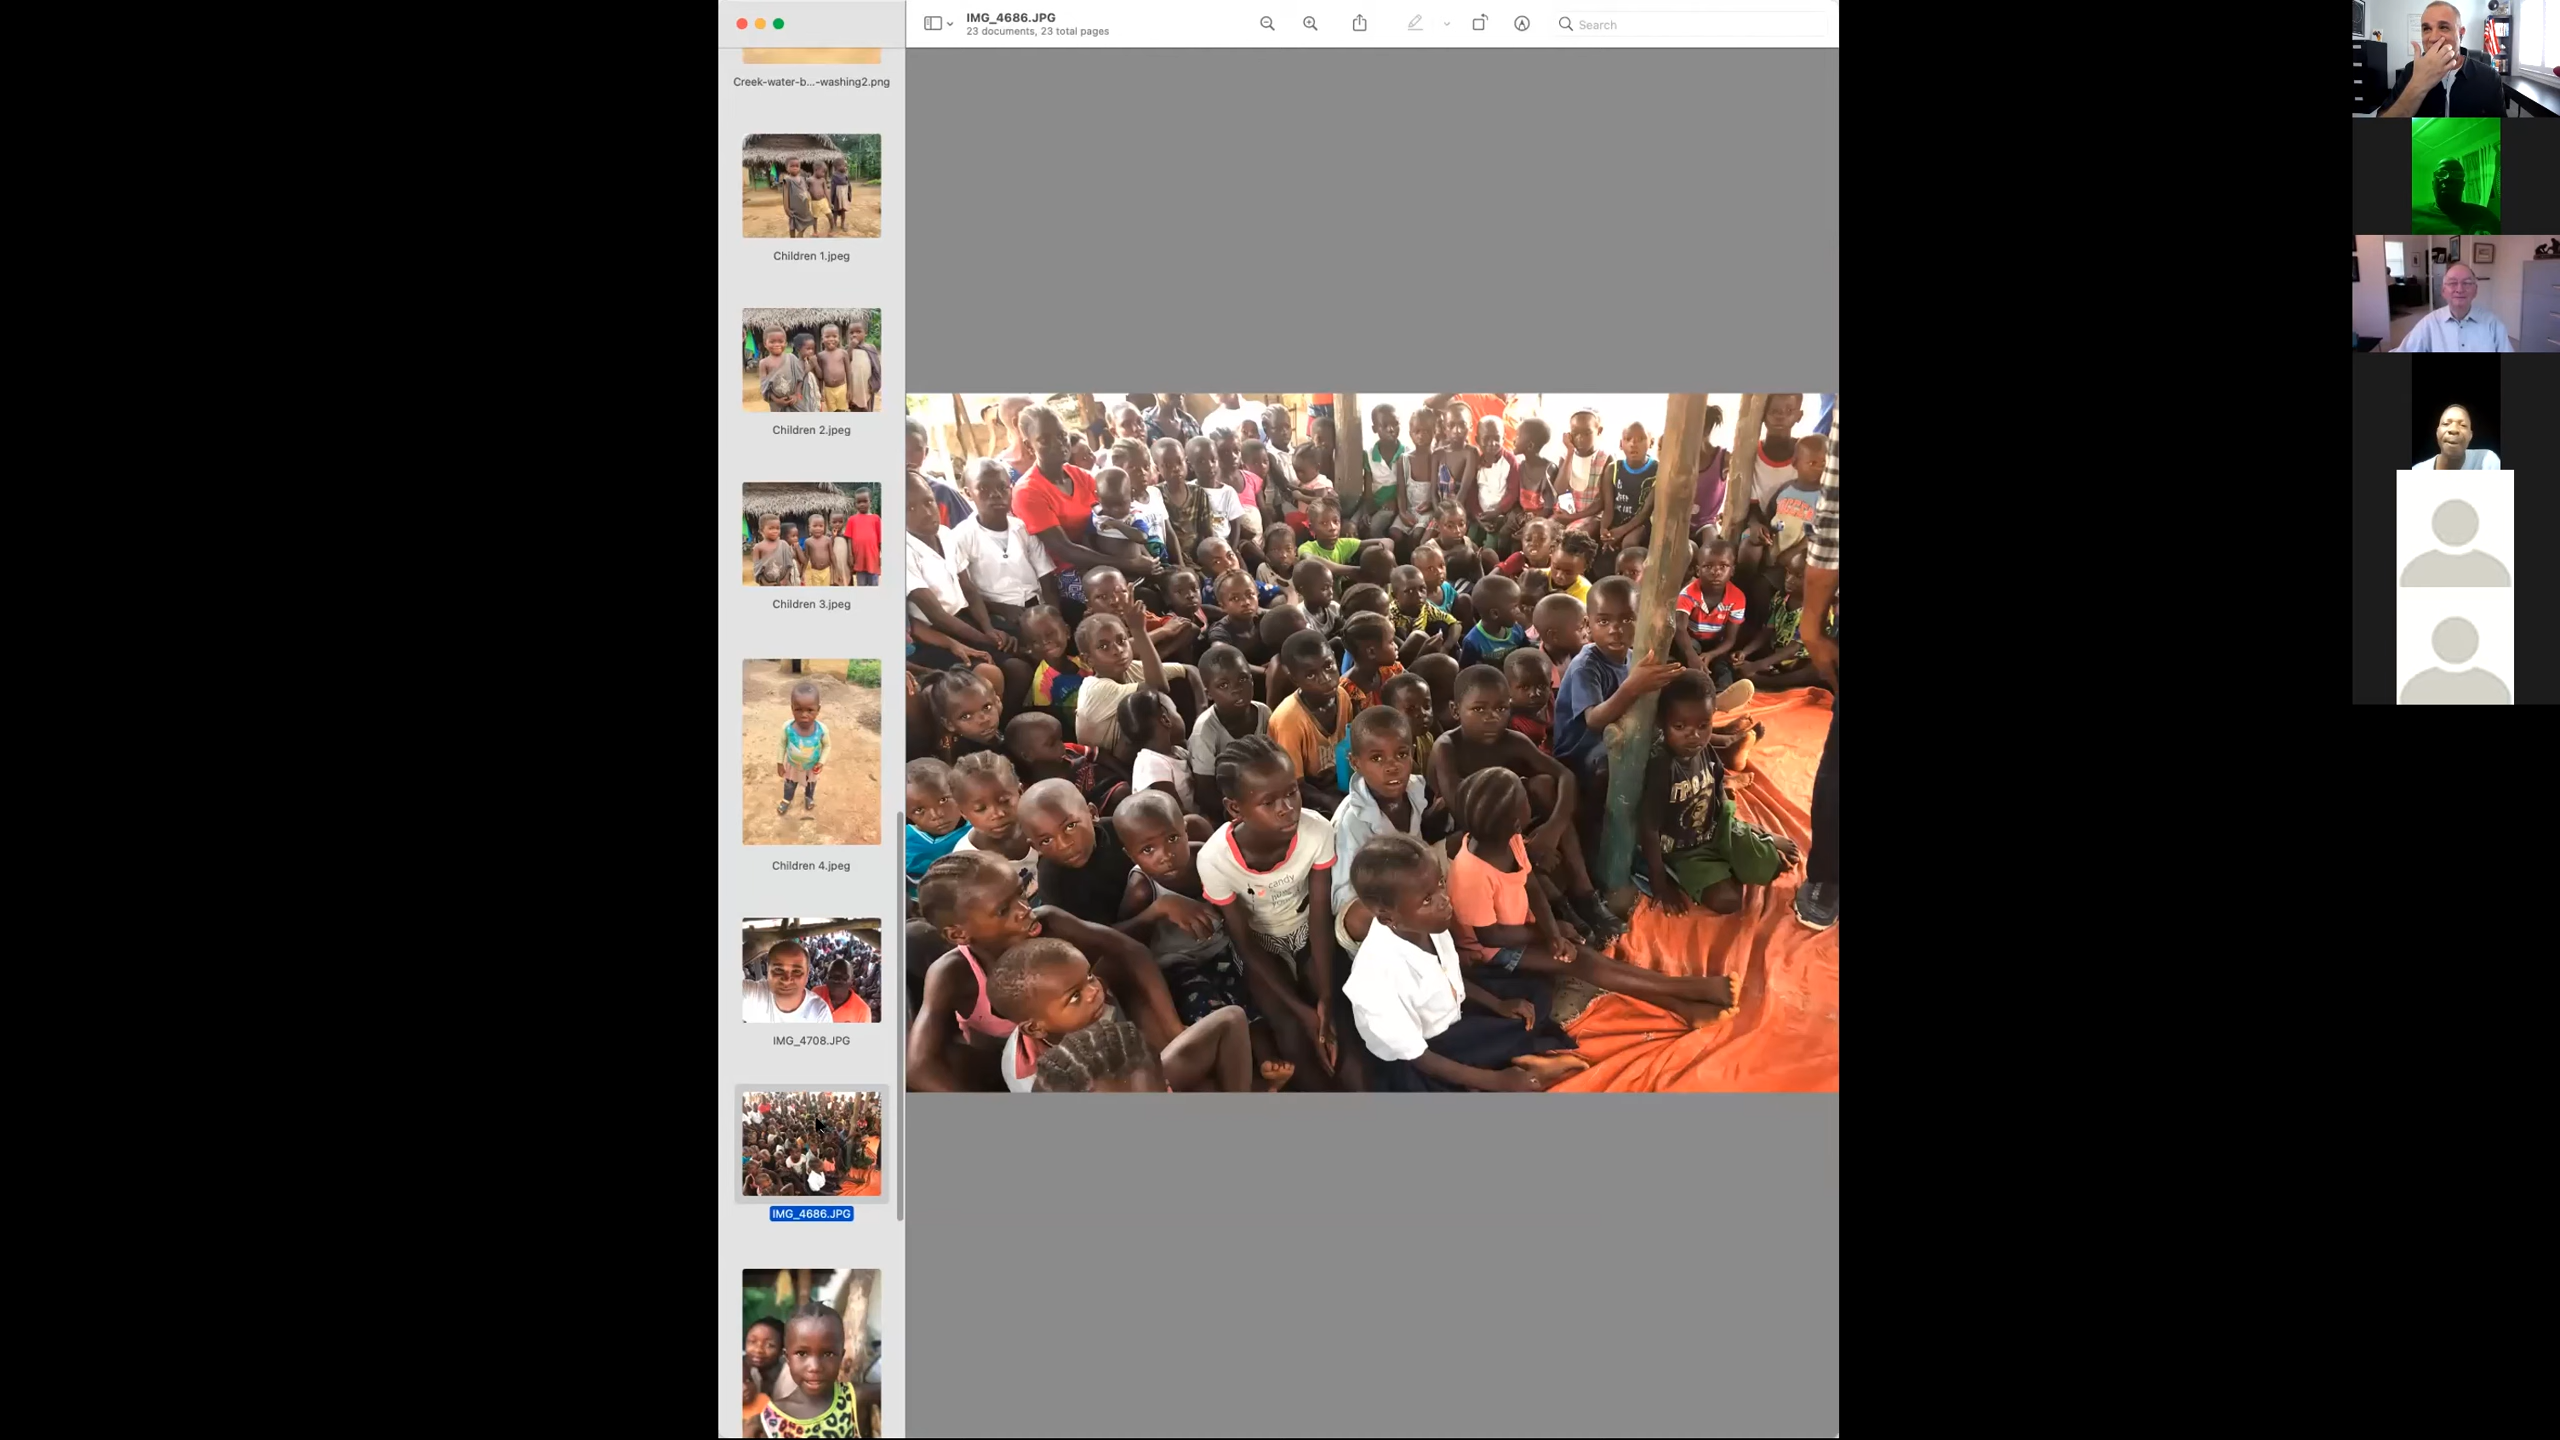 IMG_4686.JPG
23 documents, 23 total pages
Search
Creek-water-b...-washing2.png
Children 1.jpeg
Children 2.jpeg
Children 3.jpeg
Children 4.jpeg
IMG_4708.JPG
IMG_4686.JPG
candy